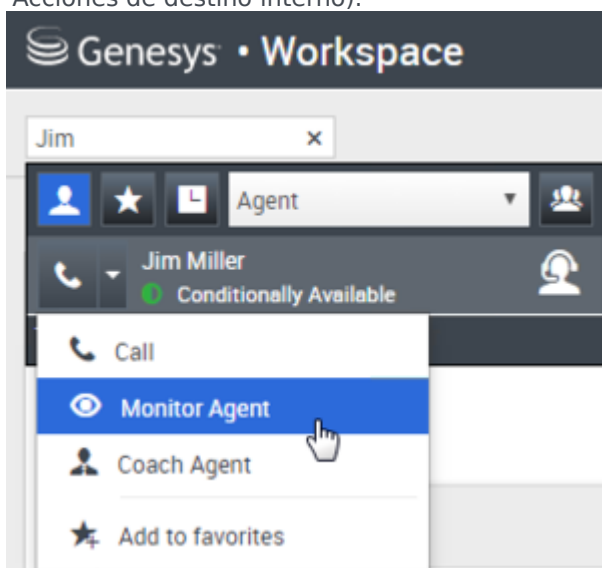 Acciones de destino interno).
Genesys • Workspace
Jim
Agent
Jim Miller
Conditionally Available
Call
Monitor Agent
Coach Agent
Add to favorites